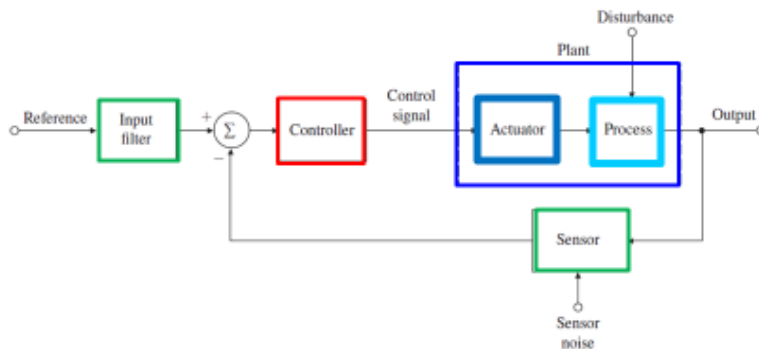 Disturbance
Plant
Reference
Input
filter
+
Σ
−
Controller
Control
signal
Actuator
Process
Output
Sensor
Sensor
noise